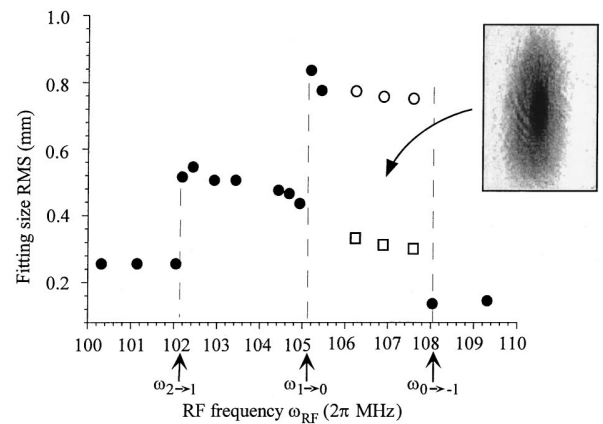 1.0
0.8
0.6
0.4
0.2
Fitting size RMS (mm)
100 101 102 103 104 105 106 107 108 109 110
ω2→1 ω1→0 ω0→-1
RF frequency ωRF (2π MHz)